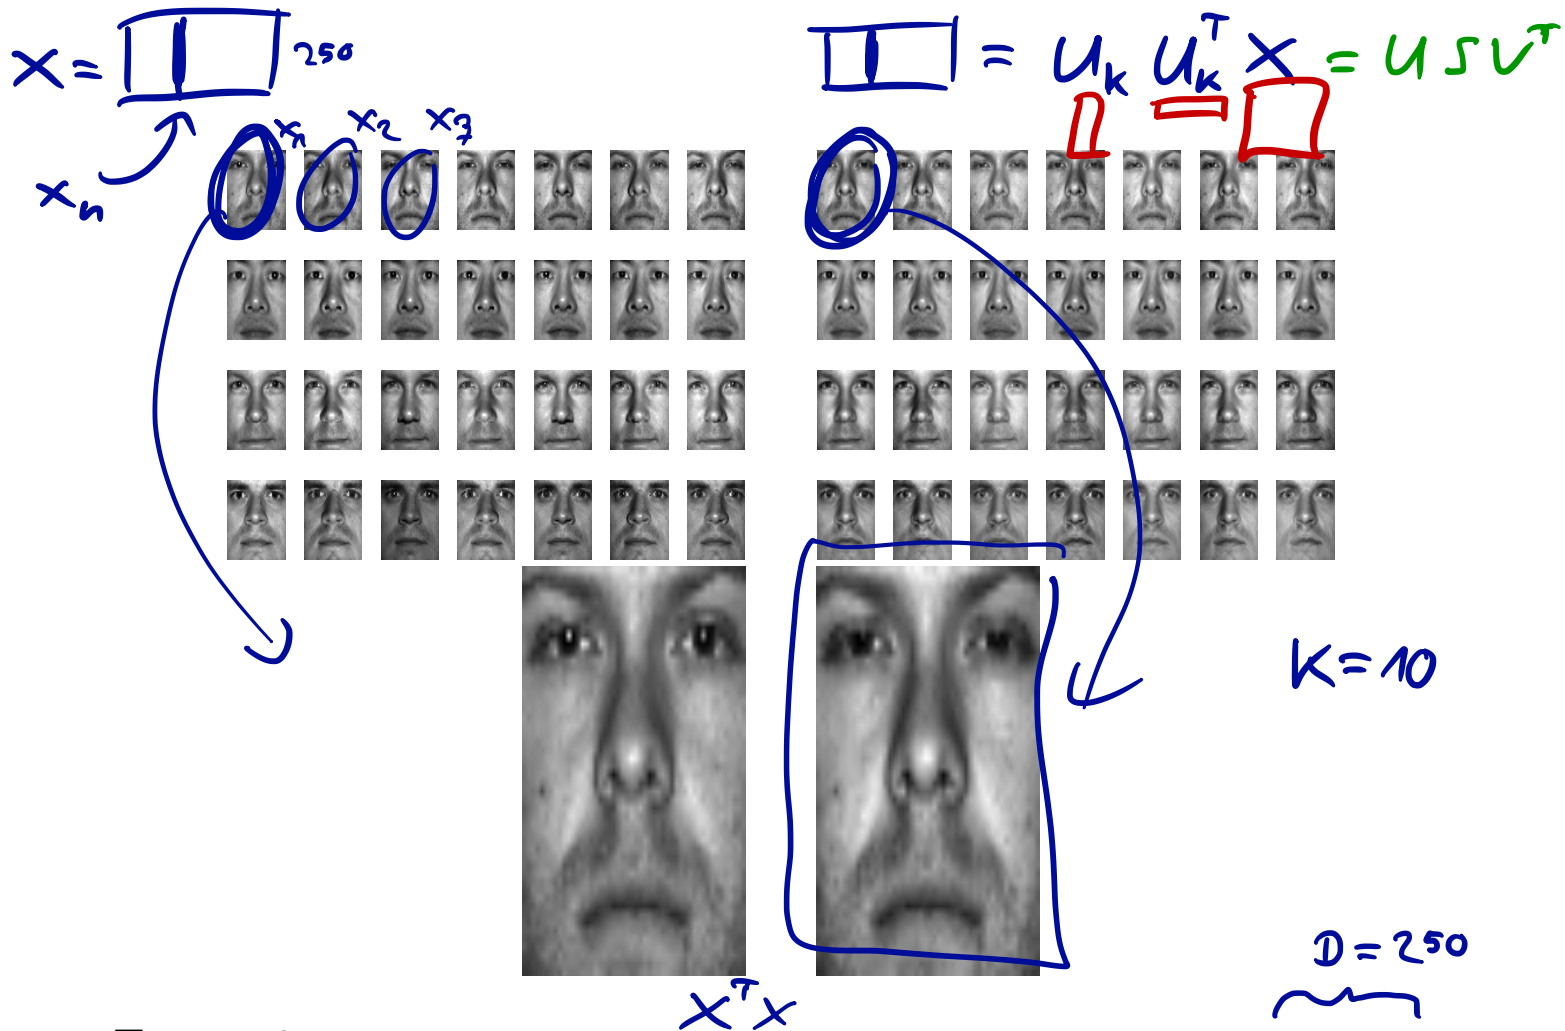 X = 250
= U_K U_K^T X = U S V^T
x_n
x_1 x_2 x_3
K = 10
D = 250
X^T X